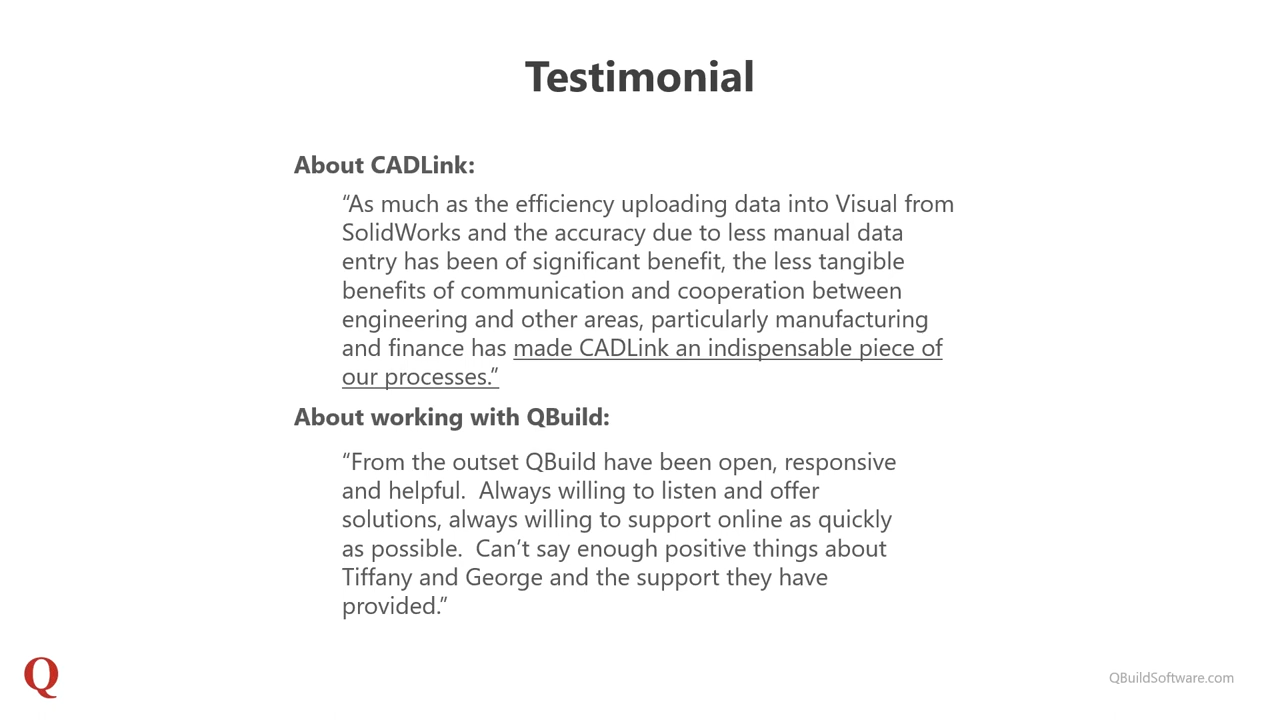 Testimonial
About CADLink:
“As much as the efficiency uploading data into Visual from
SolidWorks and the accuracy due to less manual data
entry has been of significant benefit, the less tangible
benefits of communication and cooperation between
engineering and other areas, particularly manufacturing
and finance has made CADLink an indispensable piece of
our processes.”
About working with QBuild:
“From the outset QBuild have been open, responsive
and helpful.  Always willing to listen and offer
solutions, always willing to support online as quickly
as possible.  Can’t say enough positive things about
Tiffany and George and the support they have
provided.”
Q
QBuildSoftware.com